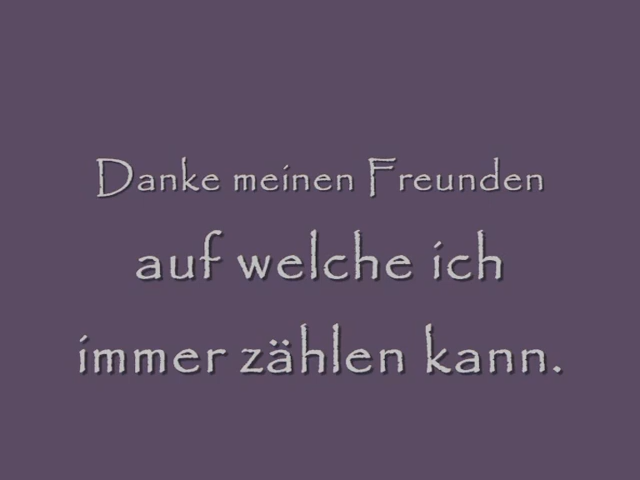 Danke meinen Freunden
auf welche ich
immer zählen kann.